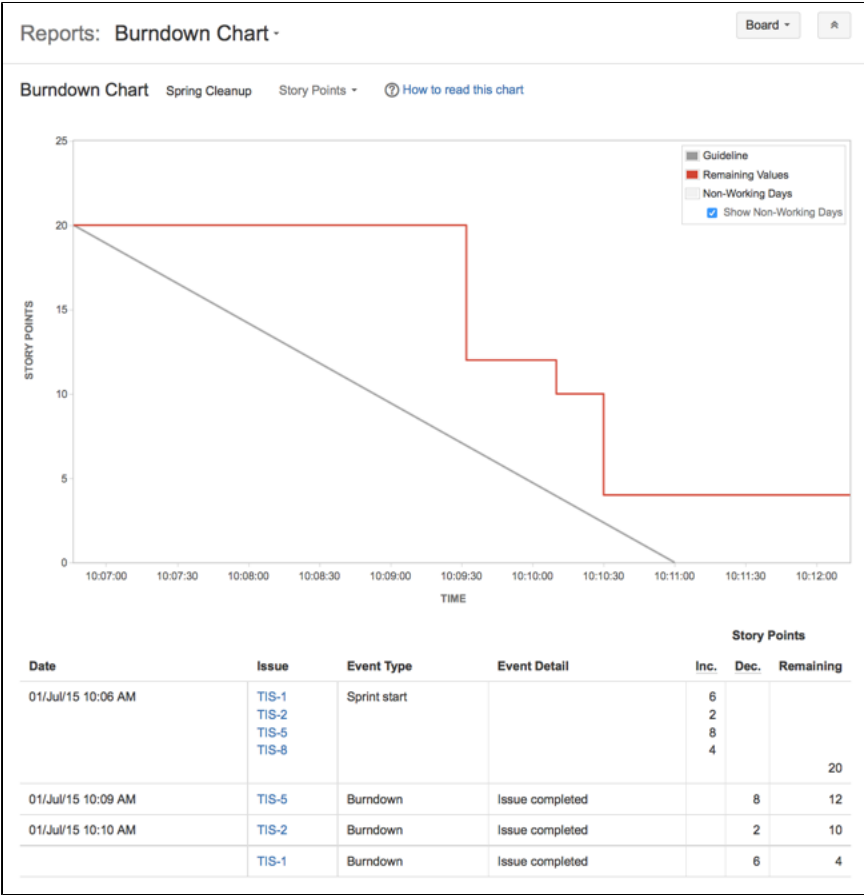 Reports: Burndown Chart
Board
Burndown Chart Spring Cleanup Story Points ? How to read this chart
Guideline
Remaining Values
Non-Working Days
Show Non-Working Days
STORY POINTS
25
20
15
10
5
0
10:07:00 10:07:30 10:08:00 10:08:30 10:09:00 10:09:30 10:10:00 10:10:30 10:11:00 10:11:30 10:12:00
TIME
Story Points
Date Issue Event Type Event Detail Inc. Dec. Remaining
01/Jul/15 10:06 AM TIS-1 Sprint start 6
TIS-2 2
TIS-5 8
TIS-8 4
20
01/Jul/15 10:09 AM TIS-5 Burndown Issue completed 8 12
01/Jul/15 10:10 AM TIS-2 Burndown Issue completed 2 10
TIS-1 Burndown Issue completed 6 4